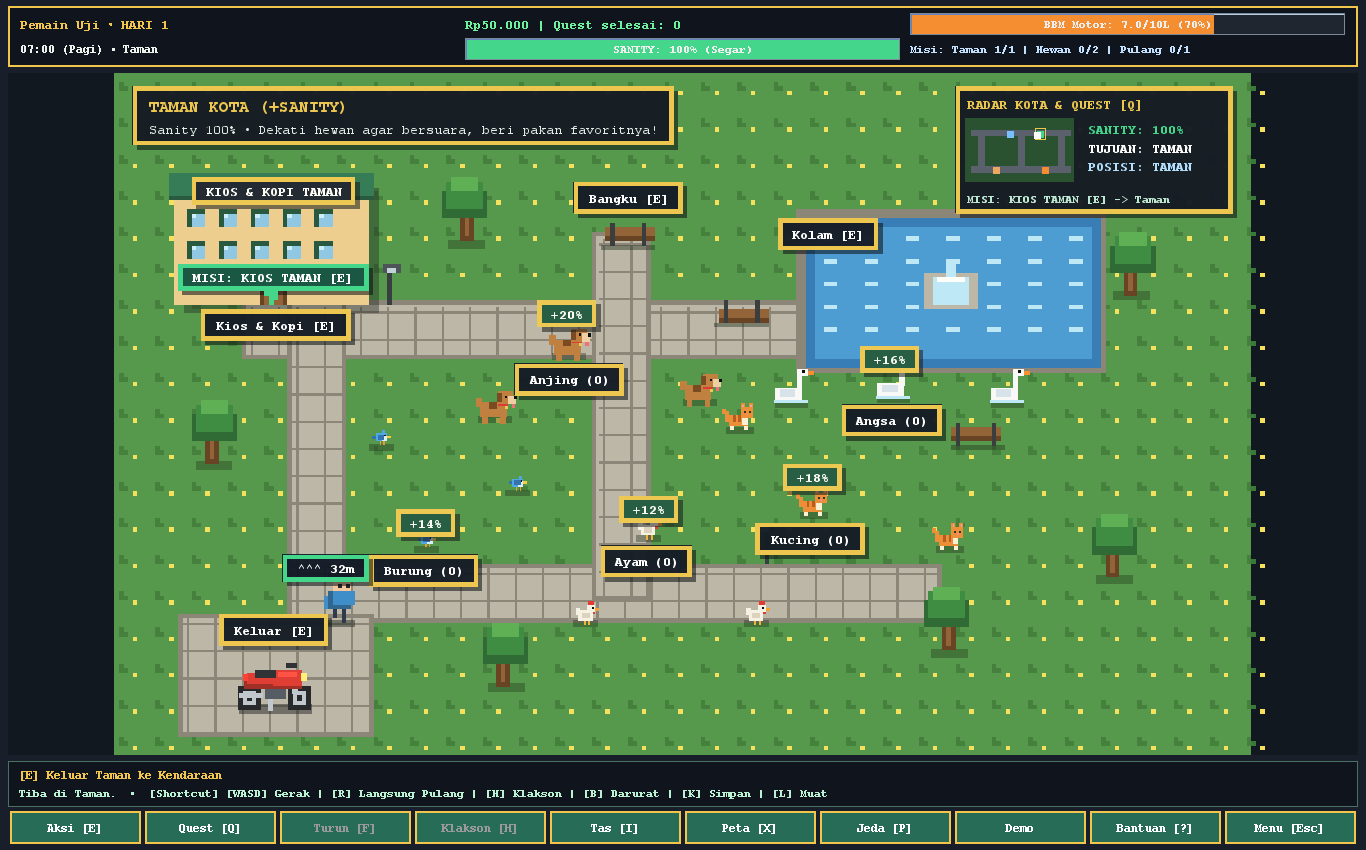 Pemain Uji • HARI 1
07:00 (Pagi) • Taman
Rp50.000 | Quest selesai: 0
SANITY: 100% (Segar)
BBM Motor: 7.0/10L (70%)
Misi: Taman 1/1 | Hewan 0/2 | Pulang 0/1
TAMAN KOTA (+SANITY)
Sanity 100% • Dekati hewan agar bersuara, beri pakan favoritnya!
RADAR KOTA & QUEST [Q]
SANITY: 100%
TUJUAN: TAMAN
POSISI: TAMAN
MISI: KIOS TAMAN [E] -> Taman
KIOS & KOPI TAMAN
Bangku [E]
Kolam [E]
MISI: KIOS TAMAN [E]
Kios & Kopi [E]
+20%
Anjing (0)
+16%
Angsa (0)
+18%
Kucing (0)
+14%
+12%
^^^ 32m
Burung (0)
Ayam (0)
Keluar [E]
[E] Keluar Taman ke Kendaraan
Tiba di Taman. • [Shortcut] [WASD] Gerak | [R] Langsung Pulang | [H] Klakson | [B] Darurat | [K] Simpan | [L] Muat
Aksi [E]
Quest [Q]
Turun [F]
Klakson [H]
Tas [I]
Peta [X]
Jeda [P]
Demo
Bantuan [?]
Menu [Esc]